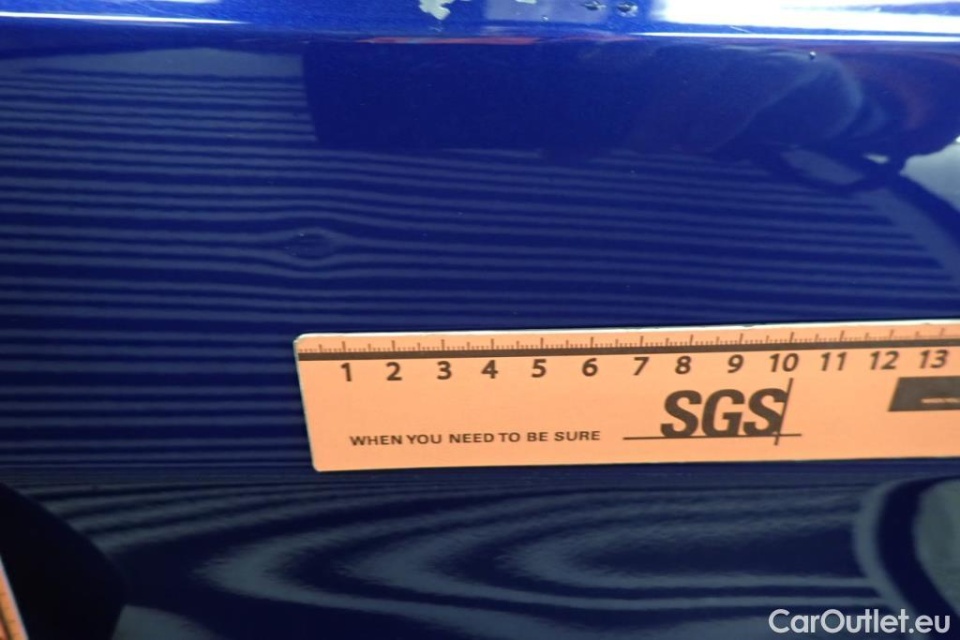 1 2 3 4 5 6 7 8 9 10 11 12 13
SGS
WHEN YOU NEED TO BE SURE
CarOutlet.eu